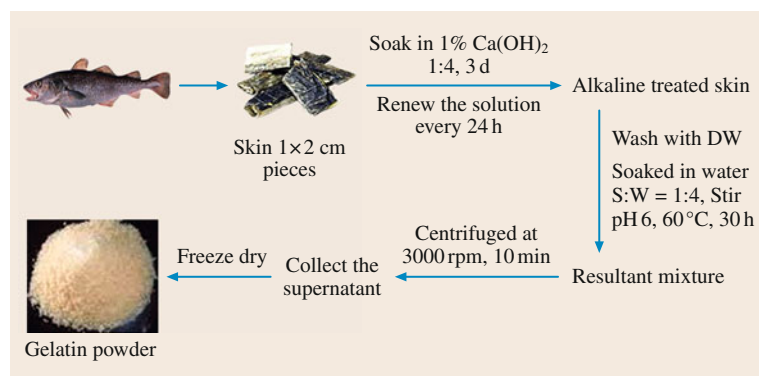 Skin 1×2 cm
pieces
Soak in 1% Ca(OH)₂
1:4, 3 d
Renew the solution
every 24 h
Alkaline treated skin
Wash with DW
Soaked in water
S:W = 1:4, Stir
pH 6, 60 °C, 30 h
Resultant mixture
Centrifuged at
3000 rpm, 10 min
Collect the
supernatant
Freeze dry
Gelatin powder